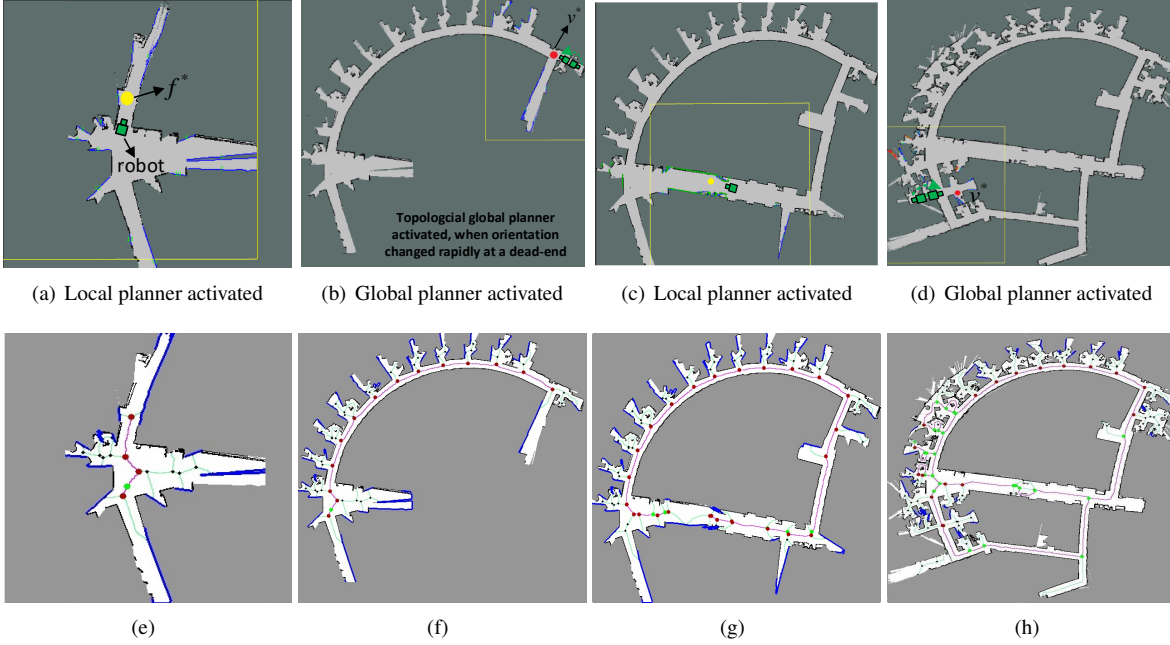 f*
robot
v*
Topologcial global planner
activated, when orientation
changed rapidly at a dead-end
v*
(a) Local planner activated
(b) Global planner activated
(c) Local planner activated
(d) Global planner activated
(e)
(f)
(g)
(h)